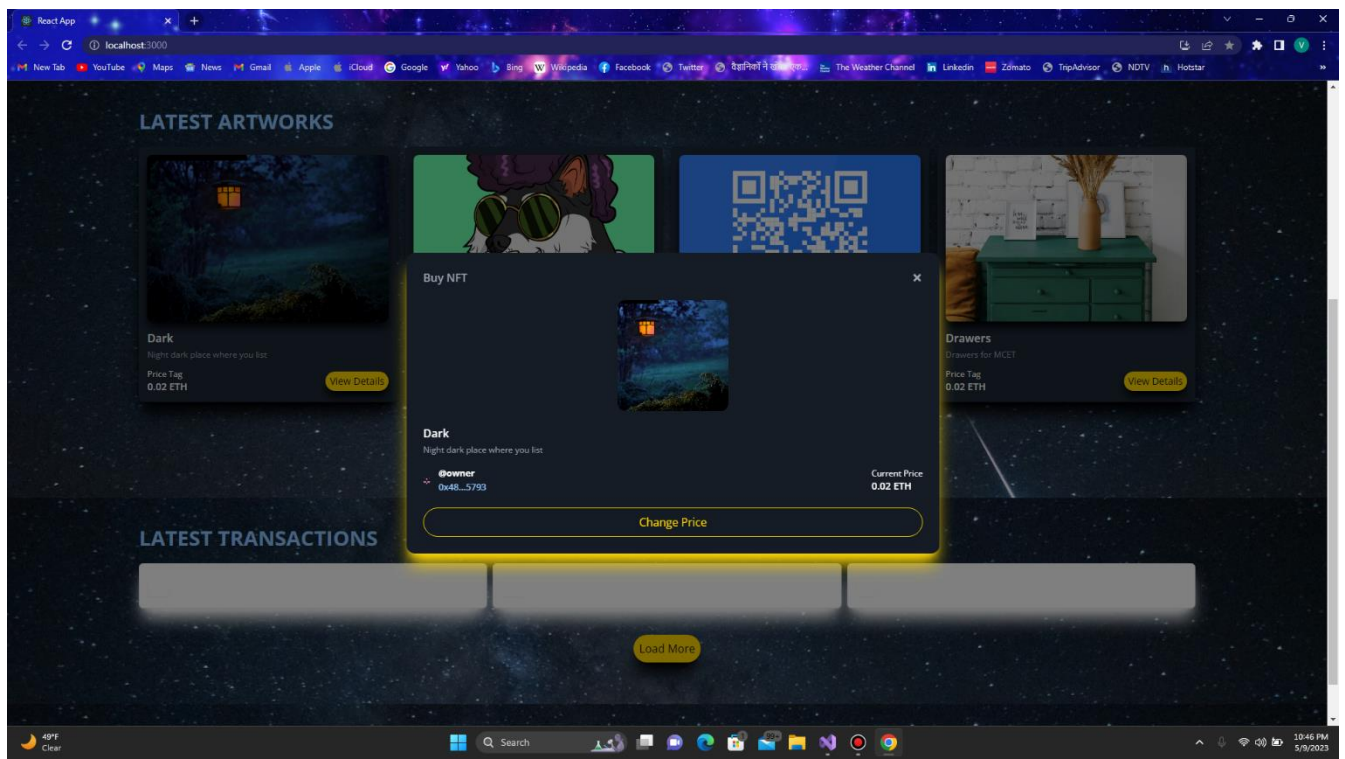 React App
localhost:3000
New Tab YouTube Maps News Gmail Apple iCloud Google Yahoo Bing Wikipedia Facebook Twitter वैज्ञानिकों ने The Weather Channel Linkedin Zomato TripAdvisor NDTV Hotstar
LATEST ARTWORKS
Buy NFT
Dark
Night dark place where you list
Price Tag
0.02 ETH
View Details
Drawers
Drawers for MCET
Price Tag
0.02 ETH
View Details
Dark
Night dark place where you list
@owner
0x48...5793
Current Price
0.02 ETH
Change Price
LATEST TRANSACTIONS
Load More
49°F
Clear
Search
99+
10:46 PM
5/9/2023